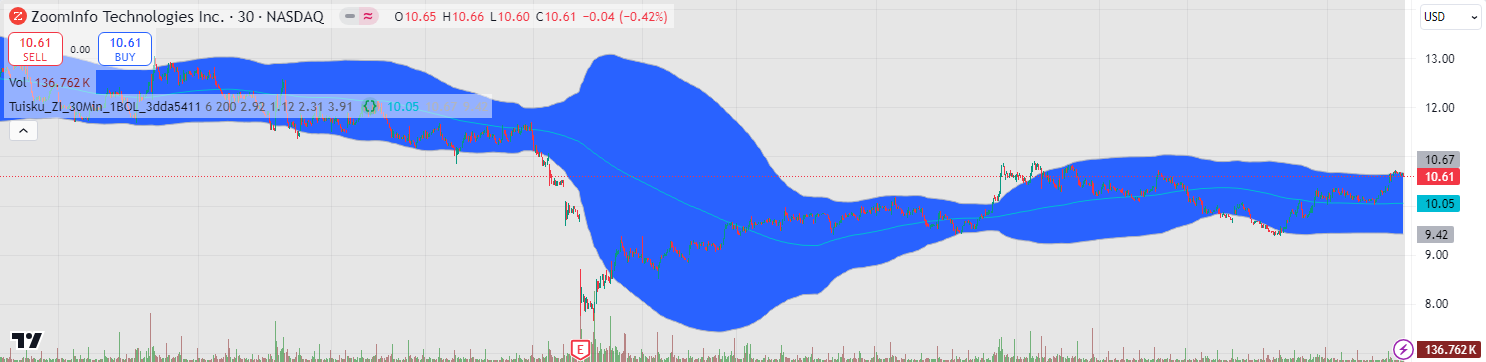 Z ZoomInfo Technologies Inc. · 30 · NASDAQ O10.65 H10.66 L10.60 C10.61 −0.04 (−0.42%)
USD
10.61 SELL
0.00
10.61 BUY
Vol 136.762 K
Tuisku_ZI_30Min_1BOL_3dda5411 6 200 2.92 1.12 2.31 3.91 {} 10.05
13.00
12.00
10.67
10.61
10.05
9.42
9.00
8.00
E
136.762 K